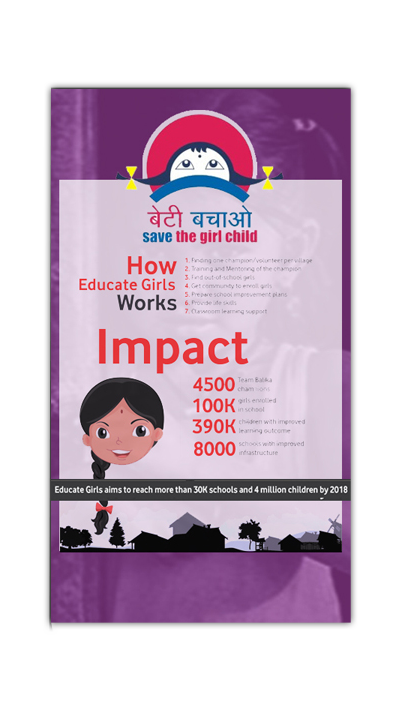 बेटी बचाओ
save the girl child
How
Educate Girls
Works
1. Finding one champion/volunteer per village
2. Training and Mentoring of the champion
3. Find out-of-school girls
4. Get community to enroll girls
5. Prepare school improvement plans
6. Provide life skills
7. Classroom learning support
Impact
4500 Team Balika
cham
100K girls enrolled
in school
390K children with improved
learning outcome
8000 schools with improved
infrastructure
Educate Girls aims to reach more than 30K schools and 4 million children by 2018